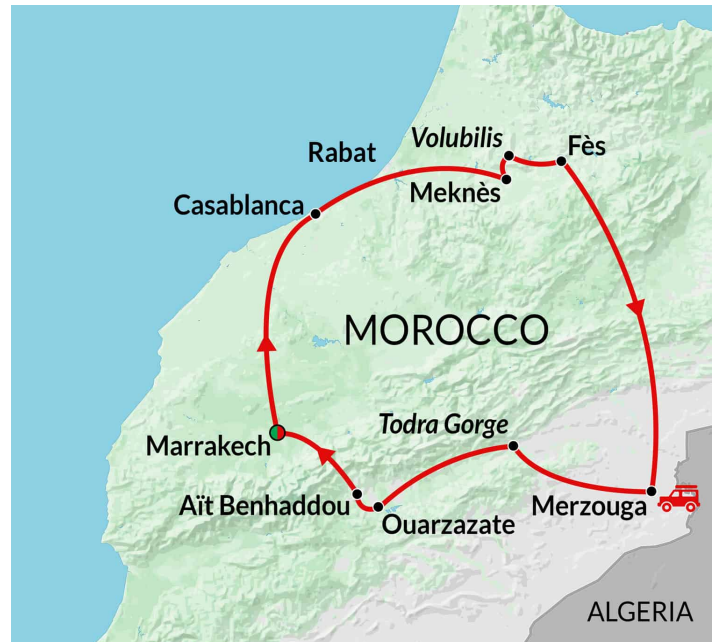 Volubilis
Fès
Rabat
Meknès
Casablanca
MOROCCO
Todra Gorge
Marrakech
Aït Benhaddou
Merzouga
Ouarzazate
ALGERIA